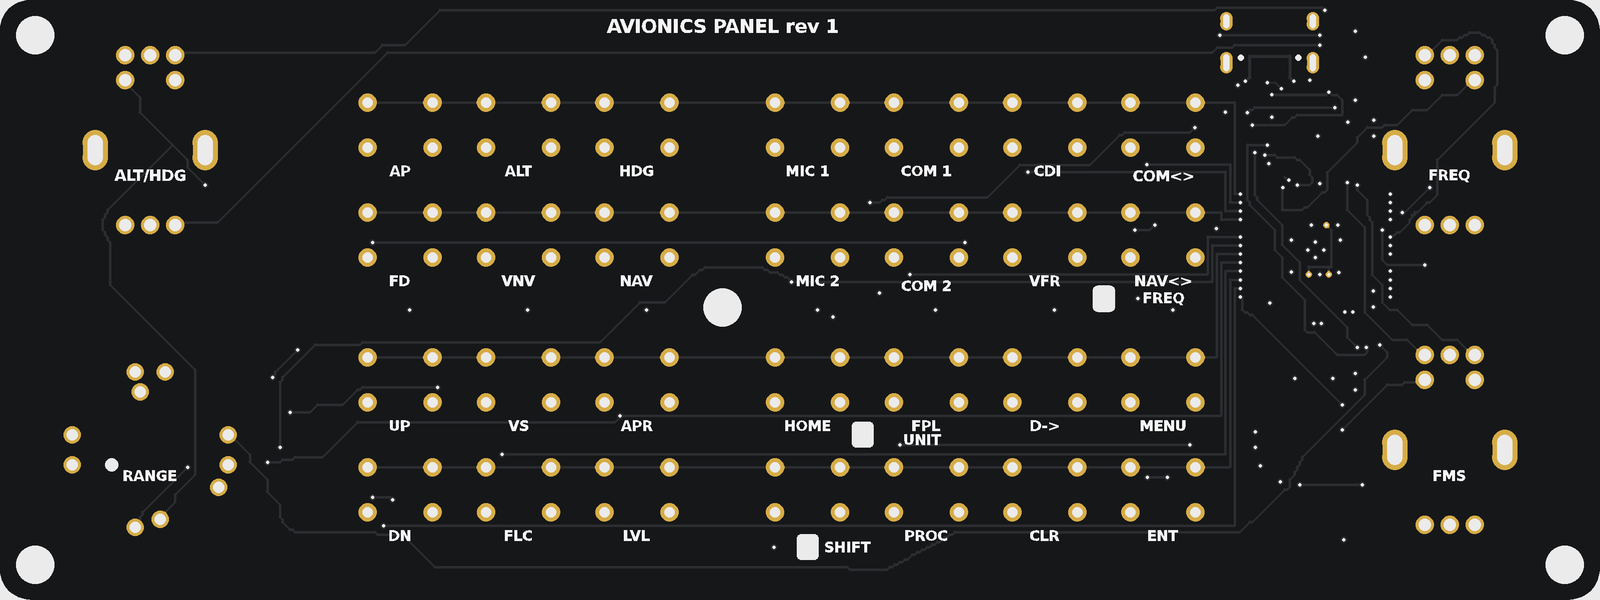 AVIONICS PANEL rev 1
AP ALT HDG MIC 1 COM 1 CDI COM<>
ALT/HDG FREQ
FD VNV NAV MIC 2 COM 2 VFR NAV<>
FREQ
UP VS APR HOME FPL D-> MENU
UNIT
RANGE FMS
DN FLC LVL PROC CLR ENT
SHIFT